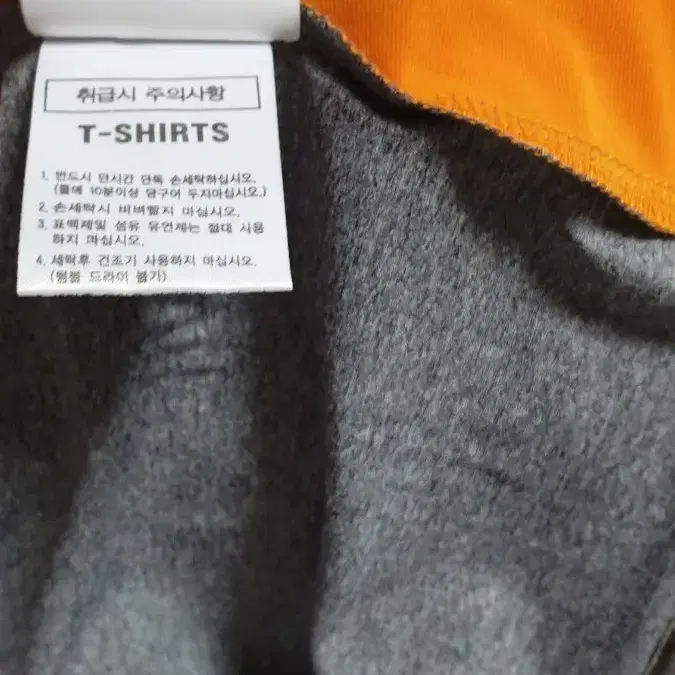 취급시 주의사항
T-SHIRTS
1. 반드시 단시간 단독 손세탁하십시오.
(물에 10분이상 담구어 두지마십시오.)
2. 손세탁시 비벼빨지 마십시오.
3. 표백제및 섬유 유연제는 절대 사용
하지 마십시오.
4. 세탁후 건조기 사용하지 마십시오.
(텀블 드라이 불가)